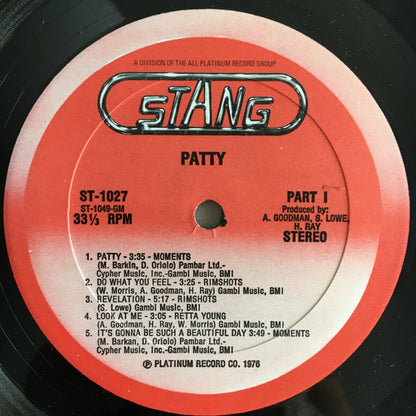 A DIVISION OF THE ALL PLATINUM RECORD GROUP
STANG
PATTY
ST-1027
ST-1049-GM
33⅓ RPM
PART I
Produced by:
A. GOODMAN, S. LOWE,
H. RAY
STEREO
1. PATTY - 3:35 - MOMENTS
(M. Barkin, D. Oriolo) Pambar Ltd.-
Cypher Music, Inc.-Gambi Music, BMI
2. DO WHAT YOU FEEL - 3:25 - RIMSHOTS
(W. Morris, A. Goodman, H. Ray) Gambi Music, BMI
3. REVELATION - 5:17 - RIMSHOTS
(S. Lowe) Gambi Music, BMI
4. LOOK AT ME - 3:05 - RETTA YOUNG
(A. Goodman, H. Ray, W. Morris) Gambi Music, BMI
5. IT'S GONNA BE SUCH A BEAUTIFUL DAY 3:49 - MOMENTS
(M. Barkan, D. Oriolo) Pambar Ltd.-
Cypher Music, Inc.-Gambi Music, BMI
Ⓟ PLATINUM RECORD CO. 1976